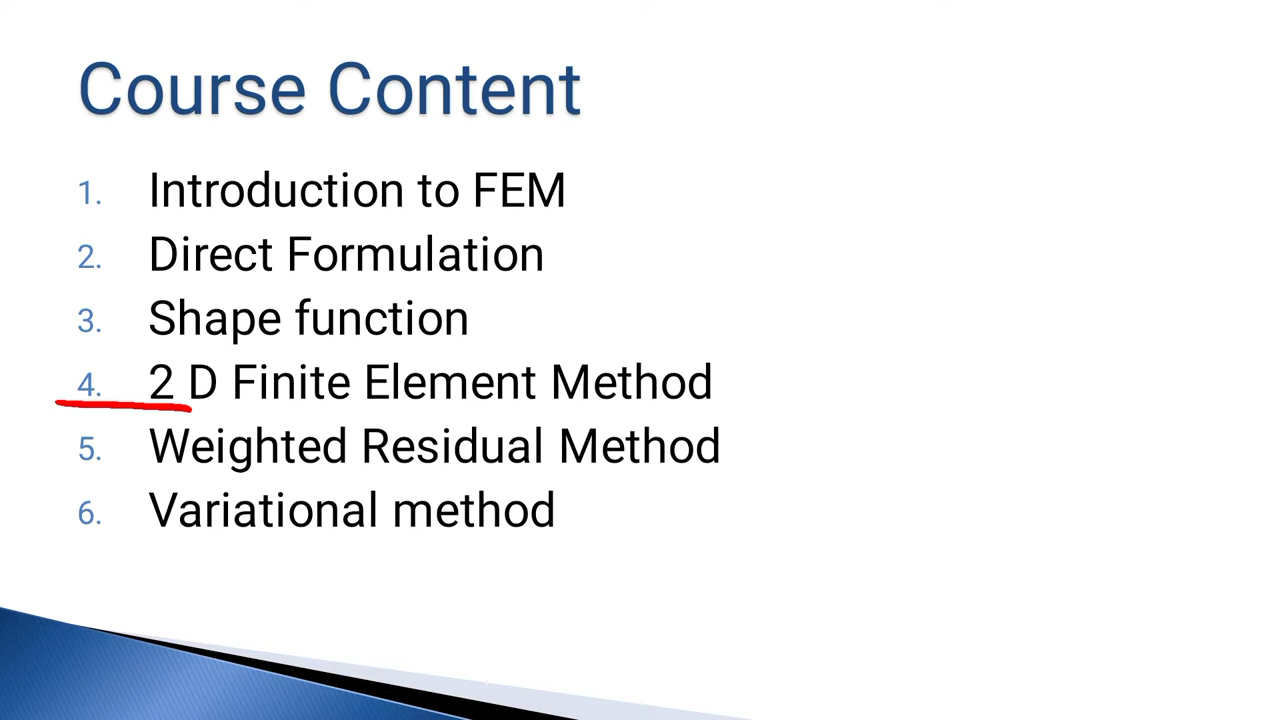 Course Content
1. Introduction to FEM
2. Direct Formulation
3. Shape function
4. 2 D Finite Element Method
5. Weighted Residual Method
6. Variational method